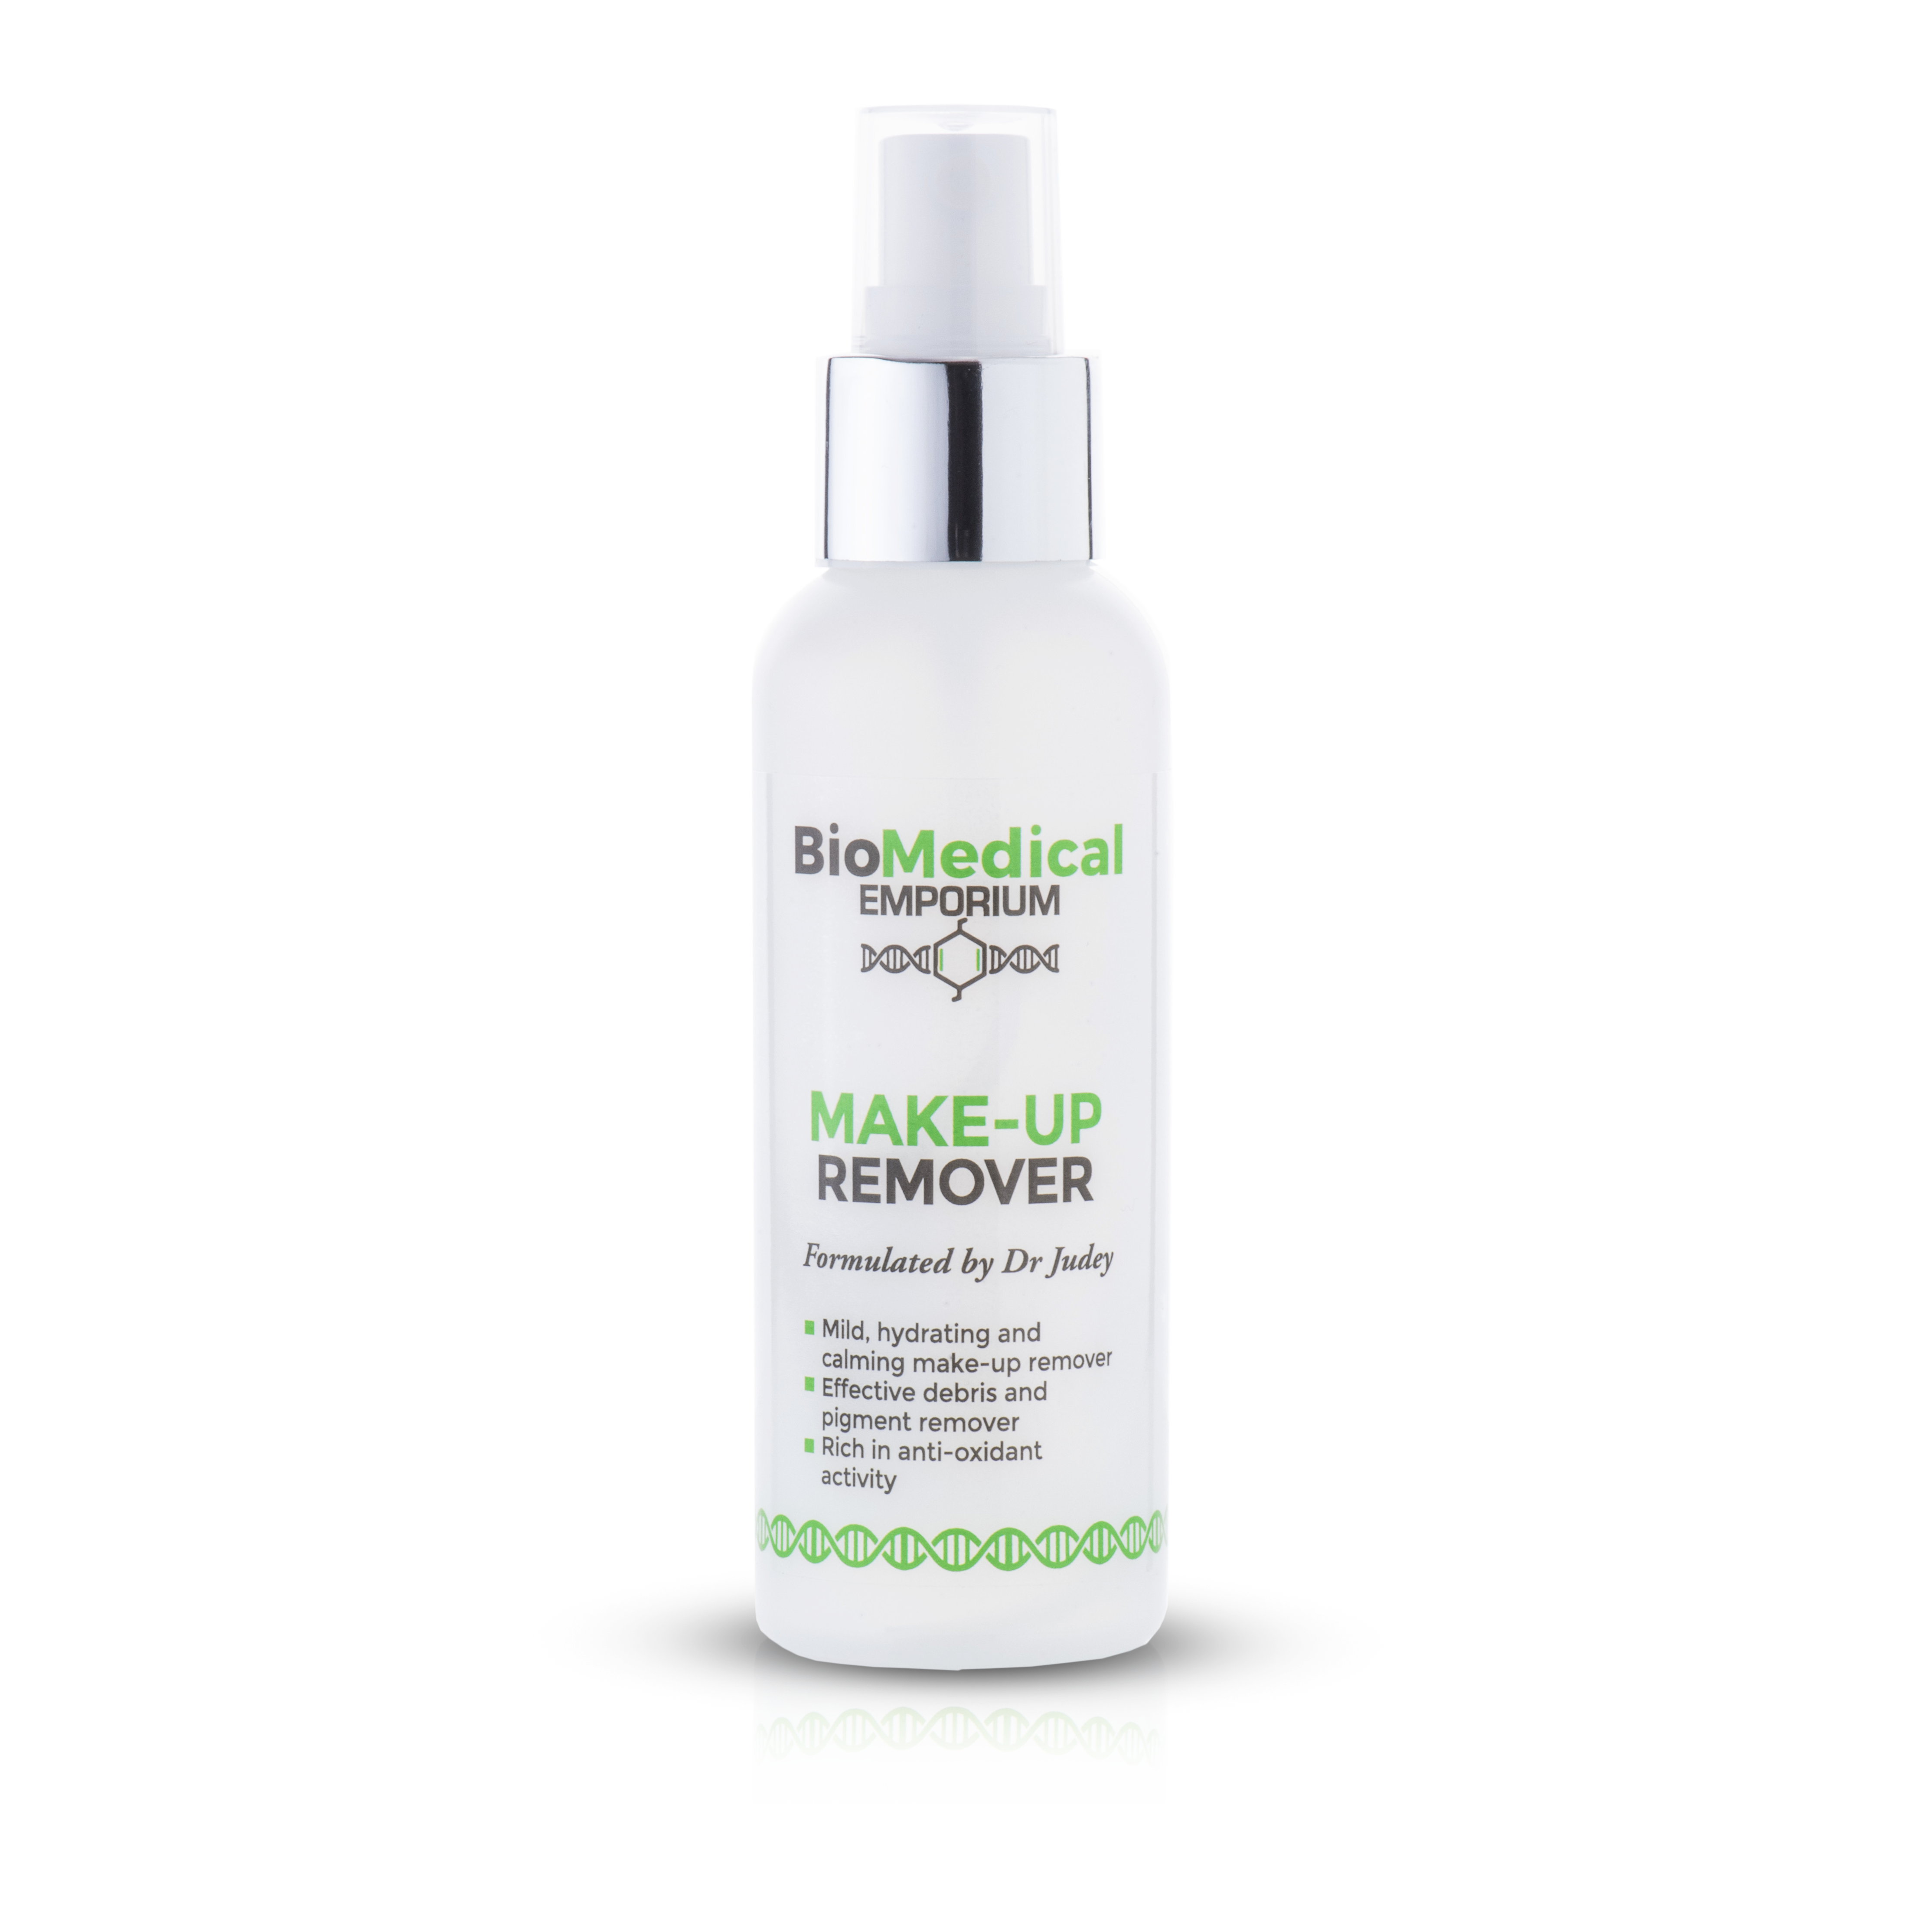 BioMedical
EMPORIUM
MAKE-UP
REMOVER
Formulated by Dr Judey
Mild, hydrating and
calming make-up remover
Effective debris and
pigment remover
Rich in anti-oxidant
activity